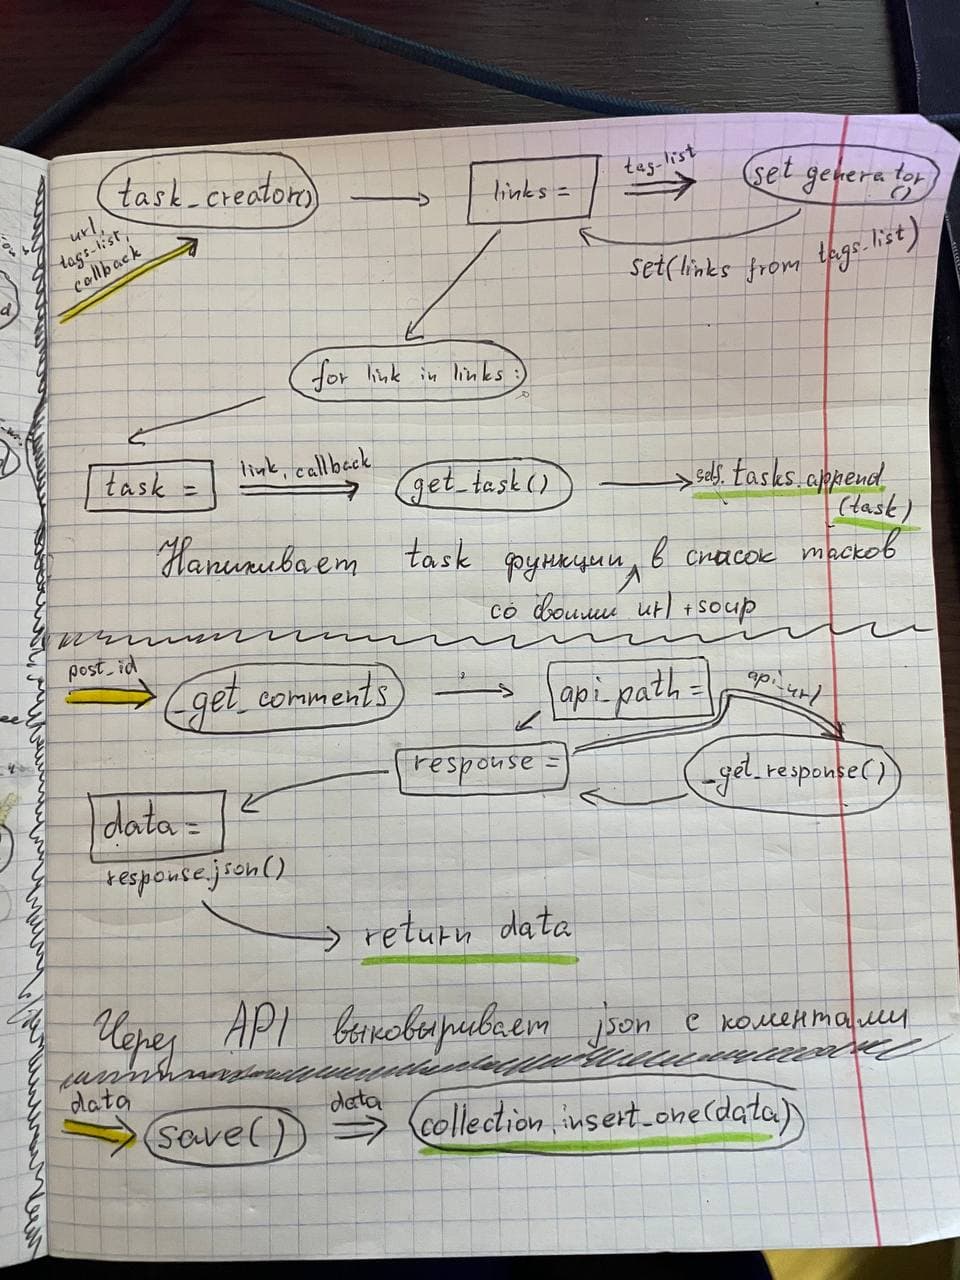 task_creator()
links =
tag-list
set generator
()
url,
tags-list,
callback
set(links from tags-list)
for link in links:
task =
link, callback
get_task()
self.tasks.append
(task)
Напихивает task функции в список тасков
со своими url + soup
post_id
_get_comments
api_path =
api_url
response =
_get_response()
data =
response.json()
return data
Через API выковыривает json с коментами
data
save()
data
collection.insert_one(data)